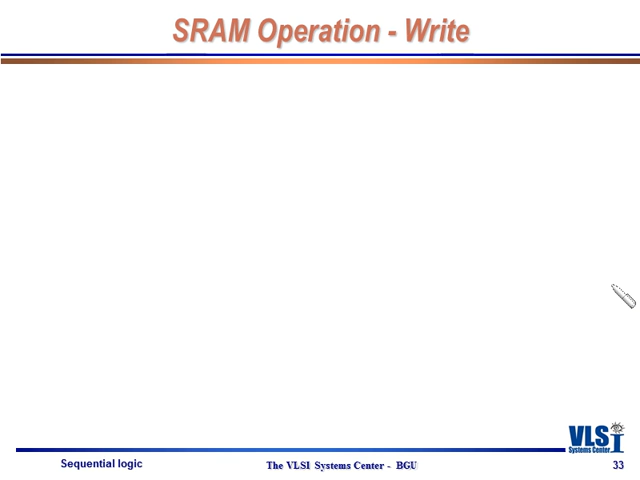 SRAM Operation - Write
VLSI
Systems Center
Sequential logic
The VLSI Systems Center - BGU
33